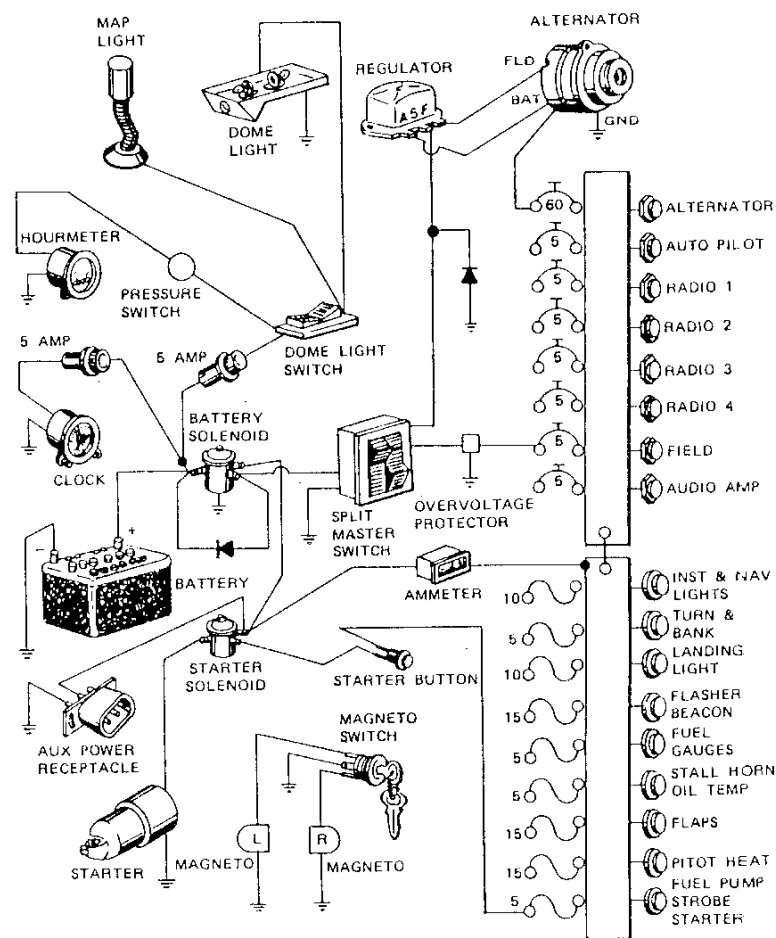 MAP
LIGHT
DOME
LIGHT
REGULATOR
A S F
ALTERNATOR
FLD
BAT
GND
HOURMETER
PRESSURE
SWITCH
5 AMP
5 AMP
DOME LIGHT
SWITCH
CLOCK
BATTERY
SOLENOID
SPLIT
MASTER
SWITCH
OVERVOLTAGE
PROTECTOR
- +
BATTERY
AMMETER
STARTER
SOLENOID
STARTER BUTTON
AUX POWER
RECEPTACLE
MAGNETO
SWITCH
STARTER
L
MAGNETO
R
MAGNETO
60 ALTERNATOR
5 AUTO PILOT
5 RADIO 1
5 RADIO 2
5 RADIO 3
5 RADIO 4
5 FIELD
5 AUDIO AMP
10 INST & NAV
LIGHTS
5 TURN &
BANK
10 LANDING
LIGHT
15 FLASHER
BEACON
5 FUEL
GAUGES
5 STALL HORN
OIL TEMP
15 FLAPS
15 PITOT HEAT
5 FUEL PUMP
STROBE
STARTER